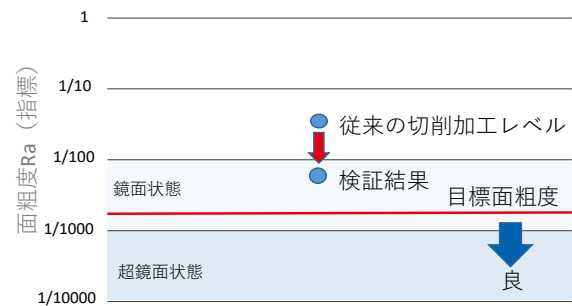 面粗度Ra（指標）
1
1/10
従来の切削加工レベル
1/100
検証結果
鏡面状態
目標面粗度
1/1000
超鏡面状態
良
1/10000